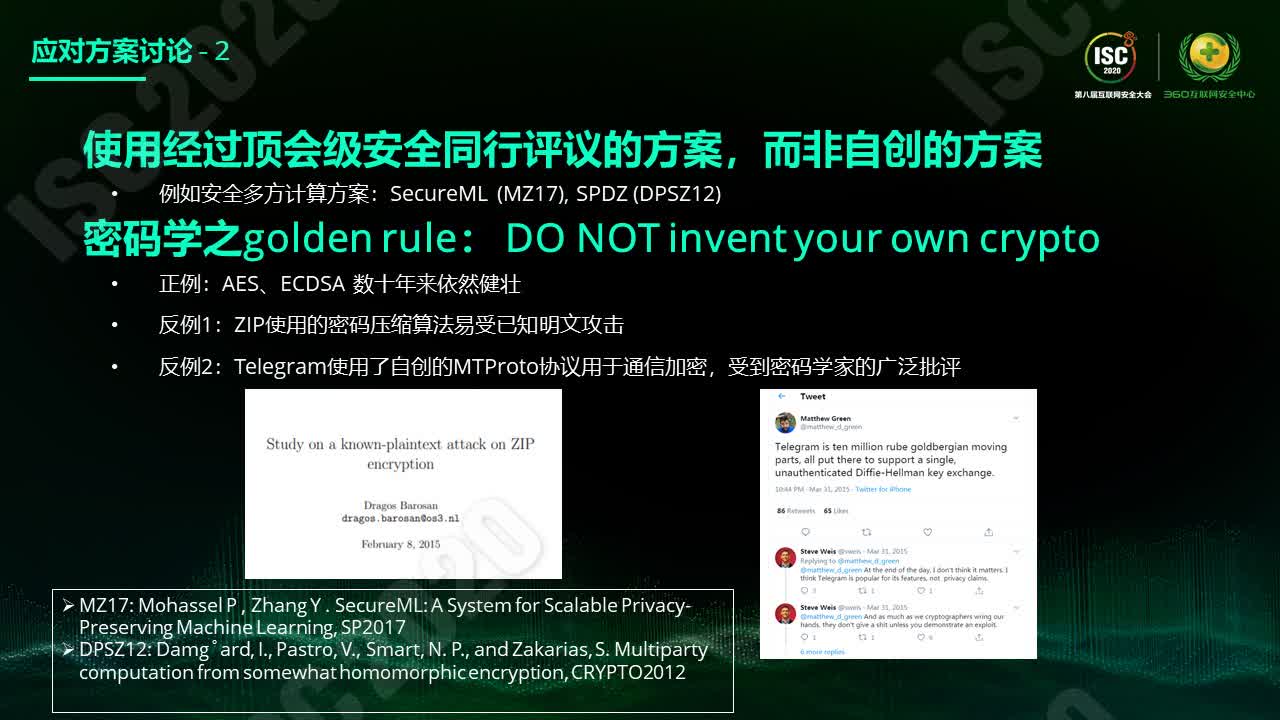 应对方案讨论 - 2
ISC
2020
第八届互联网安全大会
360互联网安全中心
使用经过顶会级安全同行评议的方案，而非自创的方案
• 例如安全多方计算方案：SecureML (MZ17), SPDZ (DPSZ12)
密码学之golden rule： DO NOT invent your own crypto
• 正例：AES、ECDSA 数十年来依然健壮
• 反例1：ZIP使用的密码压缩算法易受已知明文攻击
• 反例2：Telegram使用了自创的MTProto协议用于通信加密，受到密码学家的广泛批评
Study on a known-plaintext attack on ZIP
encryption
Dragos Barosan
dragos.barosan@os3.nl
February 8, 2015
Tweet
Matthew Green
@matthew_d_green
Telegram is ten million rube goldbergian moving
parts, all put there to support a single,
unauthenticated Diffie-Hellman key exchange.
10:44 PM · Mar 31, 2015 · Twitter for iPhone
86 Retweets 65 Likes
Steve Weis @sweis · Mar 31, 2015
Replying to @matthew_d_green
@matthew_d_green At the end of the day, I don't think it matters. I
think Telegram is popular for its features, not privacy claims.
3 1 1
Steve Weis @sweis · Mar 31, 2015
@matthew_d_green And as much as we cryptographers wring our
hands, they don't give a shit unless you demonstrate an exploit.
1 1 6
6 more replies
➢ MZ17: Mohassel P , Zhang Y . SecureML: A System for Scalable Privacy-
Preserving Machine Learning, SP2017
➢ DPSZ12: Damg°ard, I., Pastro, V., Smart, N. P., and Zakarias, S. Multiparty
computation from somewhat homomorphic encryption, CRYPTO2012
ISC 2020
ISC 2020
ISC 2020